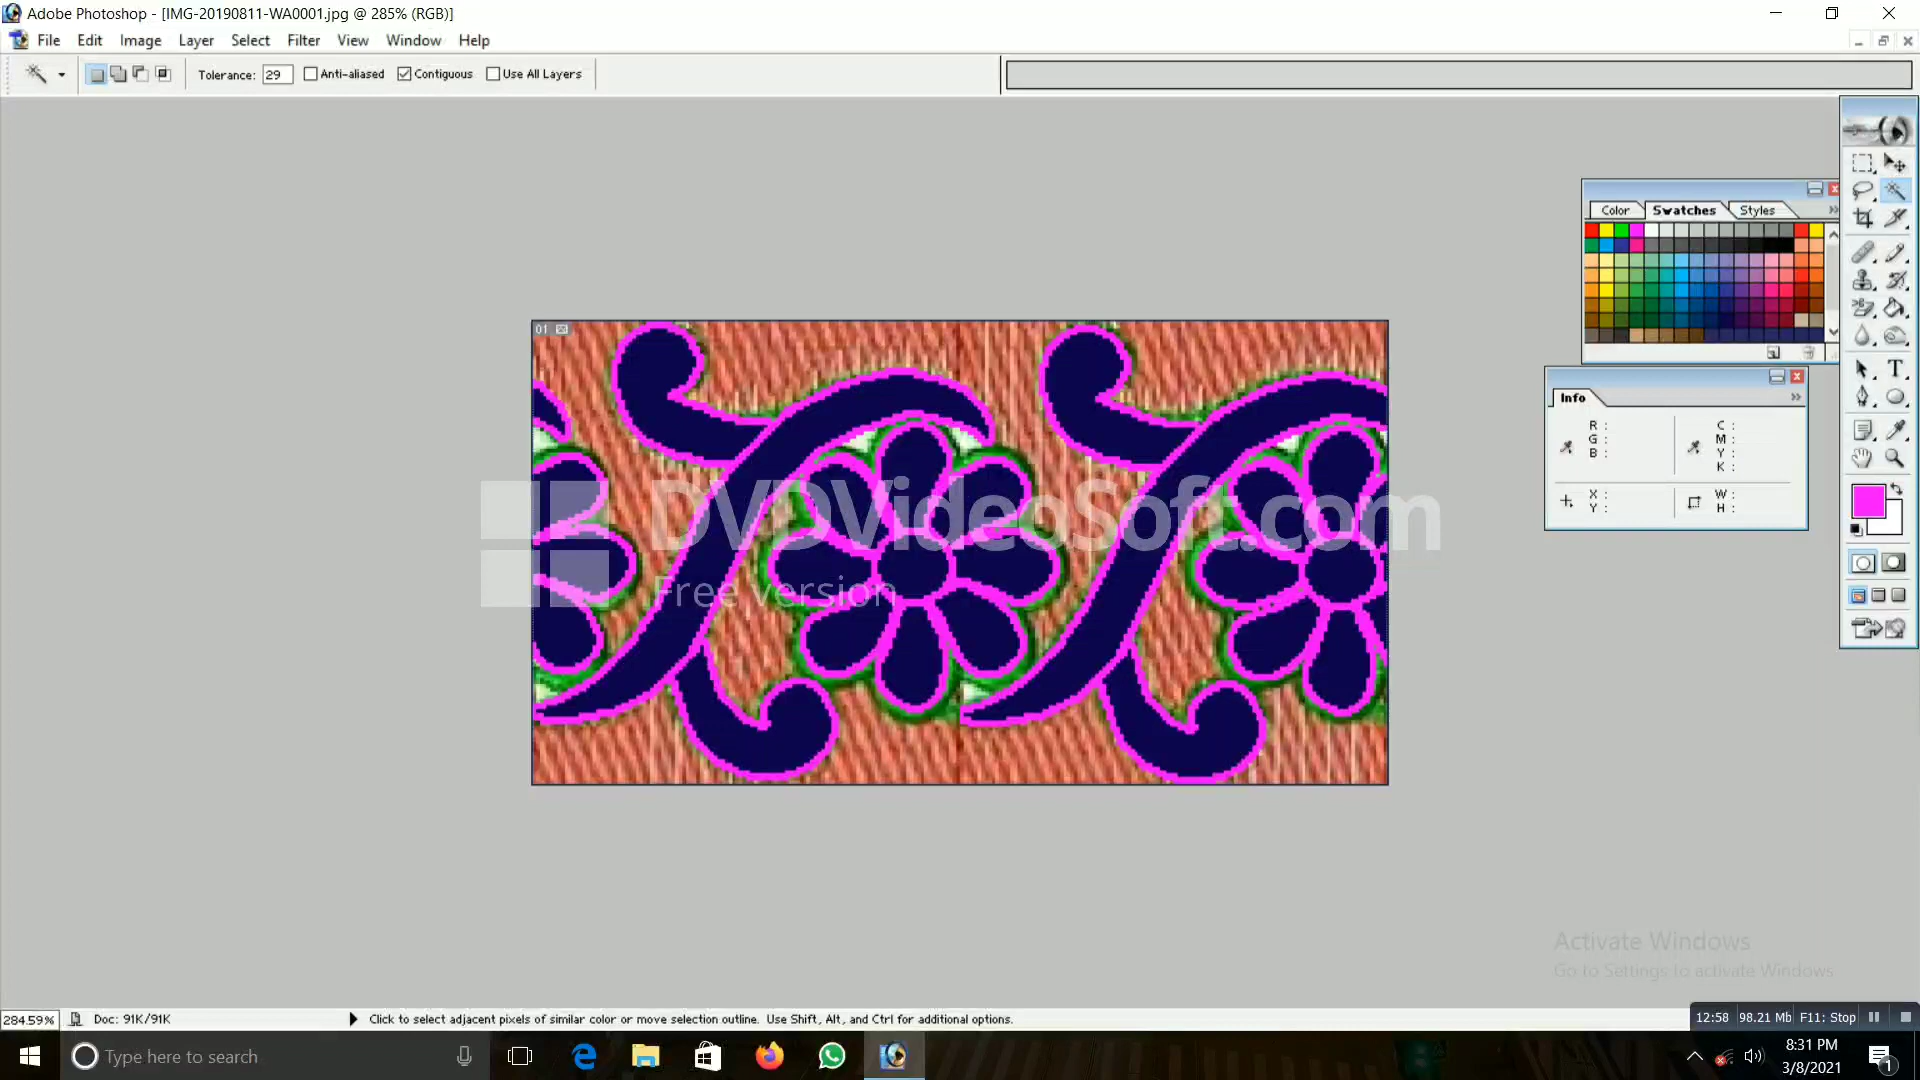 Adobe Photoshop - [IMG-20190811-WA0001.jpg @ 285% (RGB)]
File Edit Image Layer Select Filter View Window Help
Tolerance: 29 Anti-aliased Contiguous Use All Layers
Color Swatches Styles
01
Info
R : C :
G : M :
B : Y :
K :
X : W :
Y : H :
DVDVideoSoft.com
Free version
Activate Windows
Go to Settings to activate Windows
284.59% Doc: 91K/91K Click to select adjacent pixels of similar color or move selection outline. Use Shift, Alt, and Ctrl for additional options.
12:58 98.21 Mb F11: Stop
Type here to search
8:31 PM
3/8/2021
1